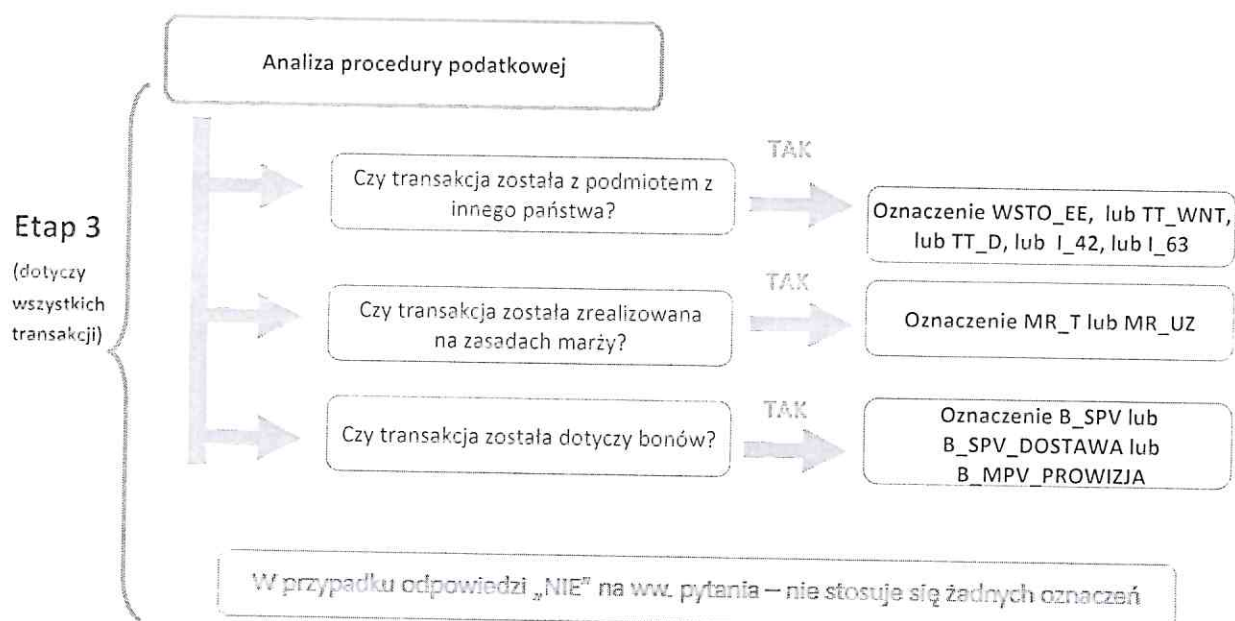 Analiza procedury podatkowej
Etap 3
(dotyczy
wszystkich
transakcji)
Czy transakcja została z podmiotem z
innego państwa?
TAK
Oznaczenie WSTO_EE, lub TT_WNT,
lub TT_D, lub I_42, lub I_63
Czy transakcja została zrealizowana
na zasadach marży?
TAK
Oznaczenie MR_T lub MR_UZ
Czy transakcja została dotyczy bonów?
TAK
Oznaczenie B_SPV lub
B_SPV_DOSTAWA lub
B_MPV_PROWIZJA
W przypadku odpowiedzi „NIE” na ww. pytania – nie stosuje się żadnych oznaczeń